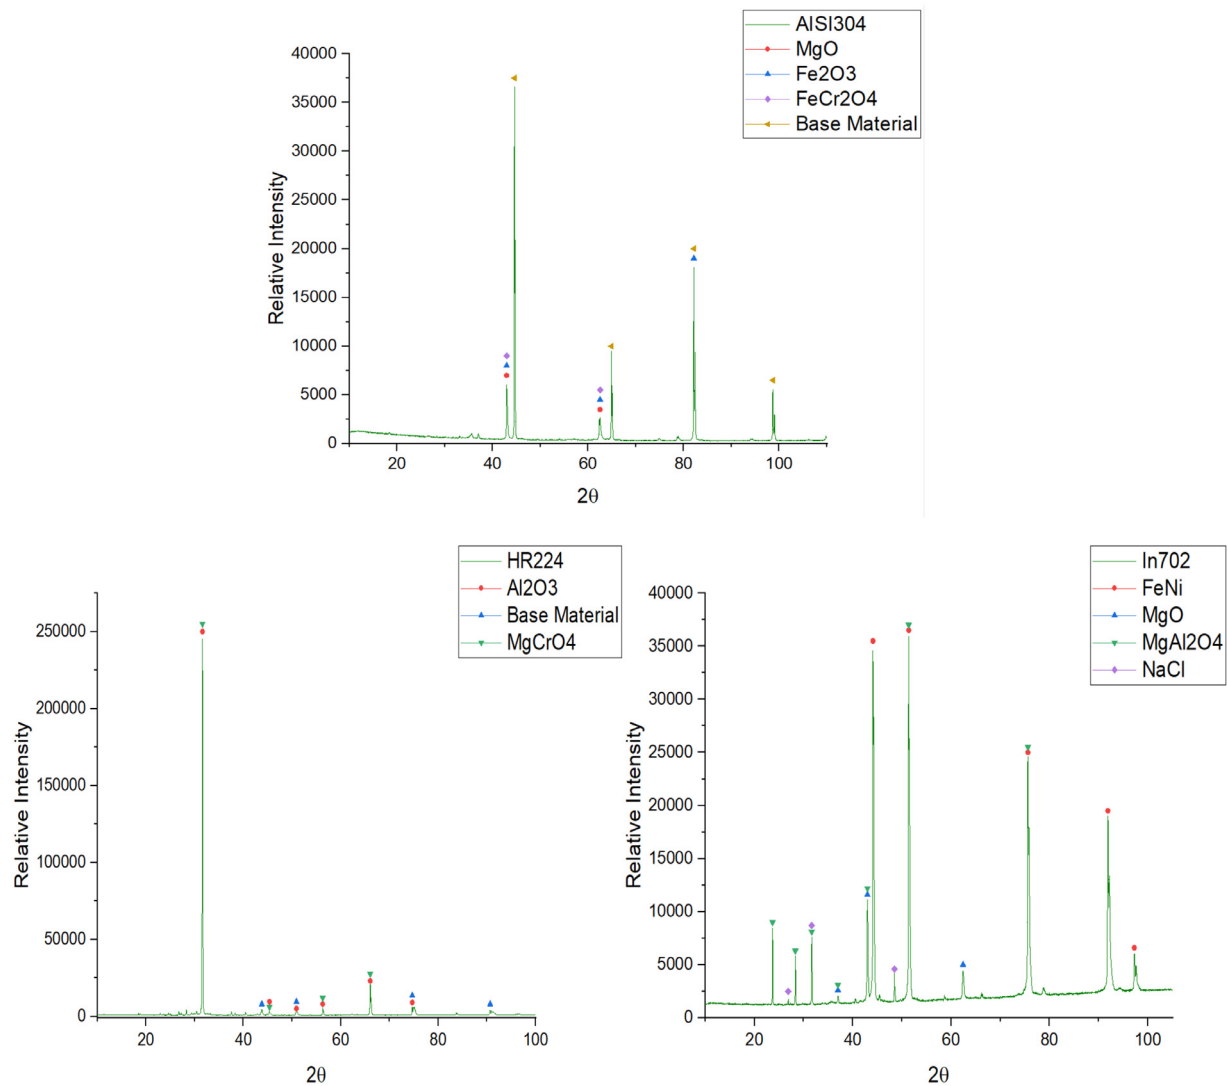 AISI304
MgO
Fe2O3
FeCr2O4
Base Material
40000
35000
30000
25000
20000
15000
10000
5000
0
Relative Intensity
20 40 60 80 100
2θ
HR224
Al2O3
Base Material
MgCrO4
250000
200000
150000
100000
50000
0
Relative Intensity
20 40 60 80 100
2θ
In702
FeNi
MgO
MgAl2O4
NaCl
40000
35000
30000
25000
20000
15000
10000
5000
0
Relative Intensity
20 40 60 80 100
2θ